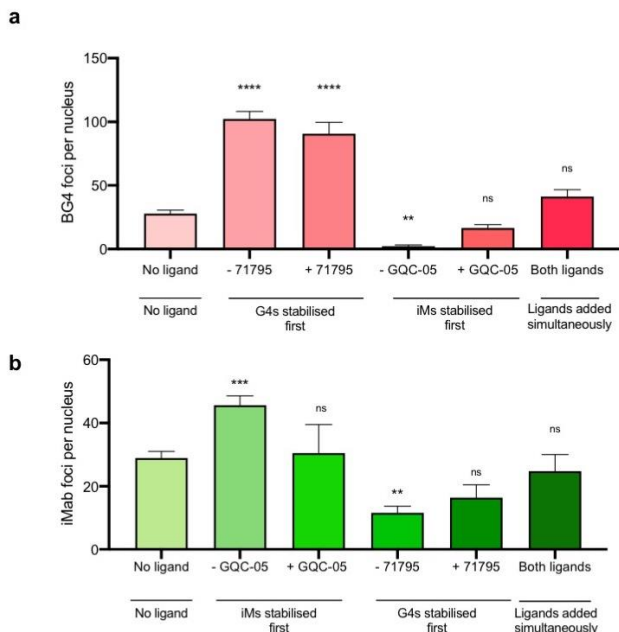 a
BG4 foci per nucleus
150
100
50
0
**** **** ** ns ns
No ligand - 71795 + 71795 - GQC-05 + GQC-05 Both ligands
No ligand G4s stabilised first iMs stabilised first Ligands added simultaneously
b
iMab foci per nucleus
60
40
20
0
*** ns ** ns ns
No ligand - GQC-05 + GQC-05 - 71795 + 71795 Both ligands
No ligand iMs stabilised first G4s stabilised first Ligands added simultaneously